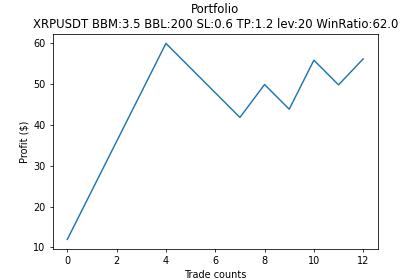 Portfolio
XRPUSDT BBM:3.5 BBL:200 SL:0.6 TP:1.2 lev:20 WinRatio:62.0
60
50
40
30
20
10
Profit ($)
0 2 4 6 8 10 12
Trade counts